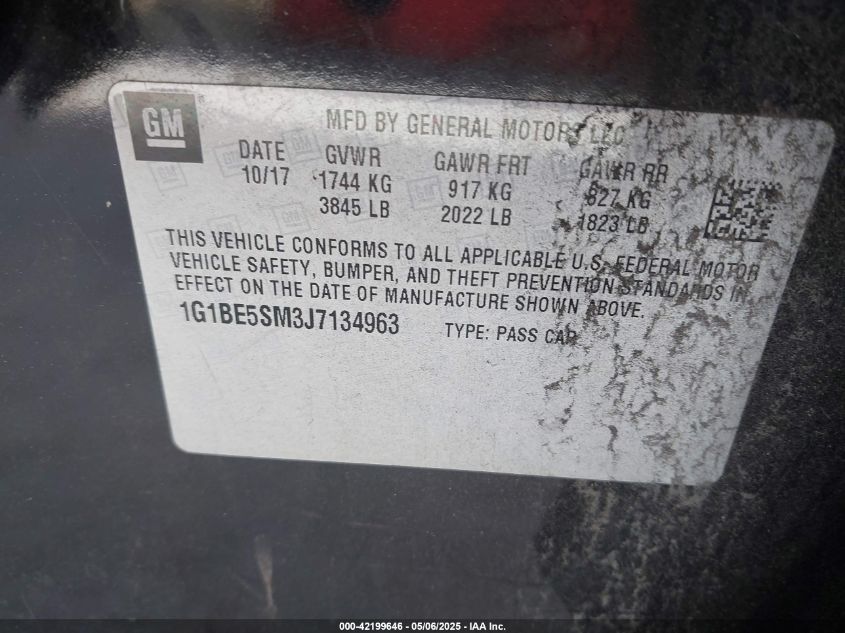 GM
MFD BY GENERAL MOTORS LLC
DATE GVWR GAWR FRT GAWR RR
10/17 1744 KG 917 KG 827 KG
3845 LB 2022 LB 1823 LB
THIS VEHICLE CONFORMS TO ALL APPLICABLE U.S. FEDERAL MOTOR
VEHICLE SAFETY, BUMPER, AND THEFT PREVENTION STANDARDS IN
EFFECT ON THE DATE OF MANUFACTURE SHOWN ABOVE.
1G1BE5SM3J7134963 TYPE: PASS CAR
000-42199646 - 05/06/2025 - IAA Inc.